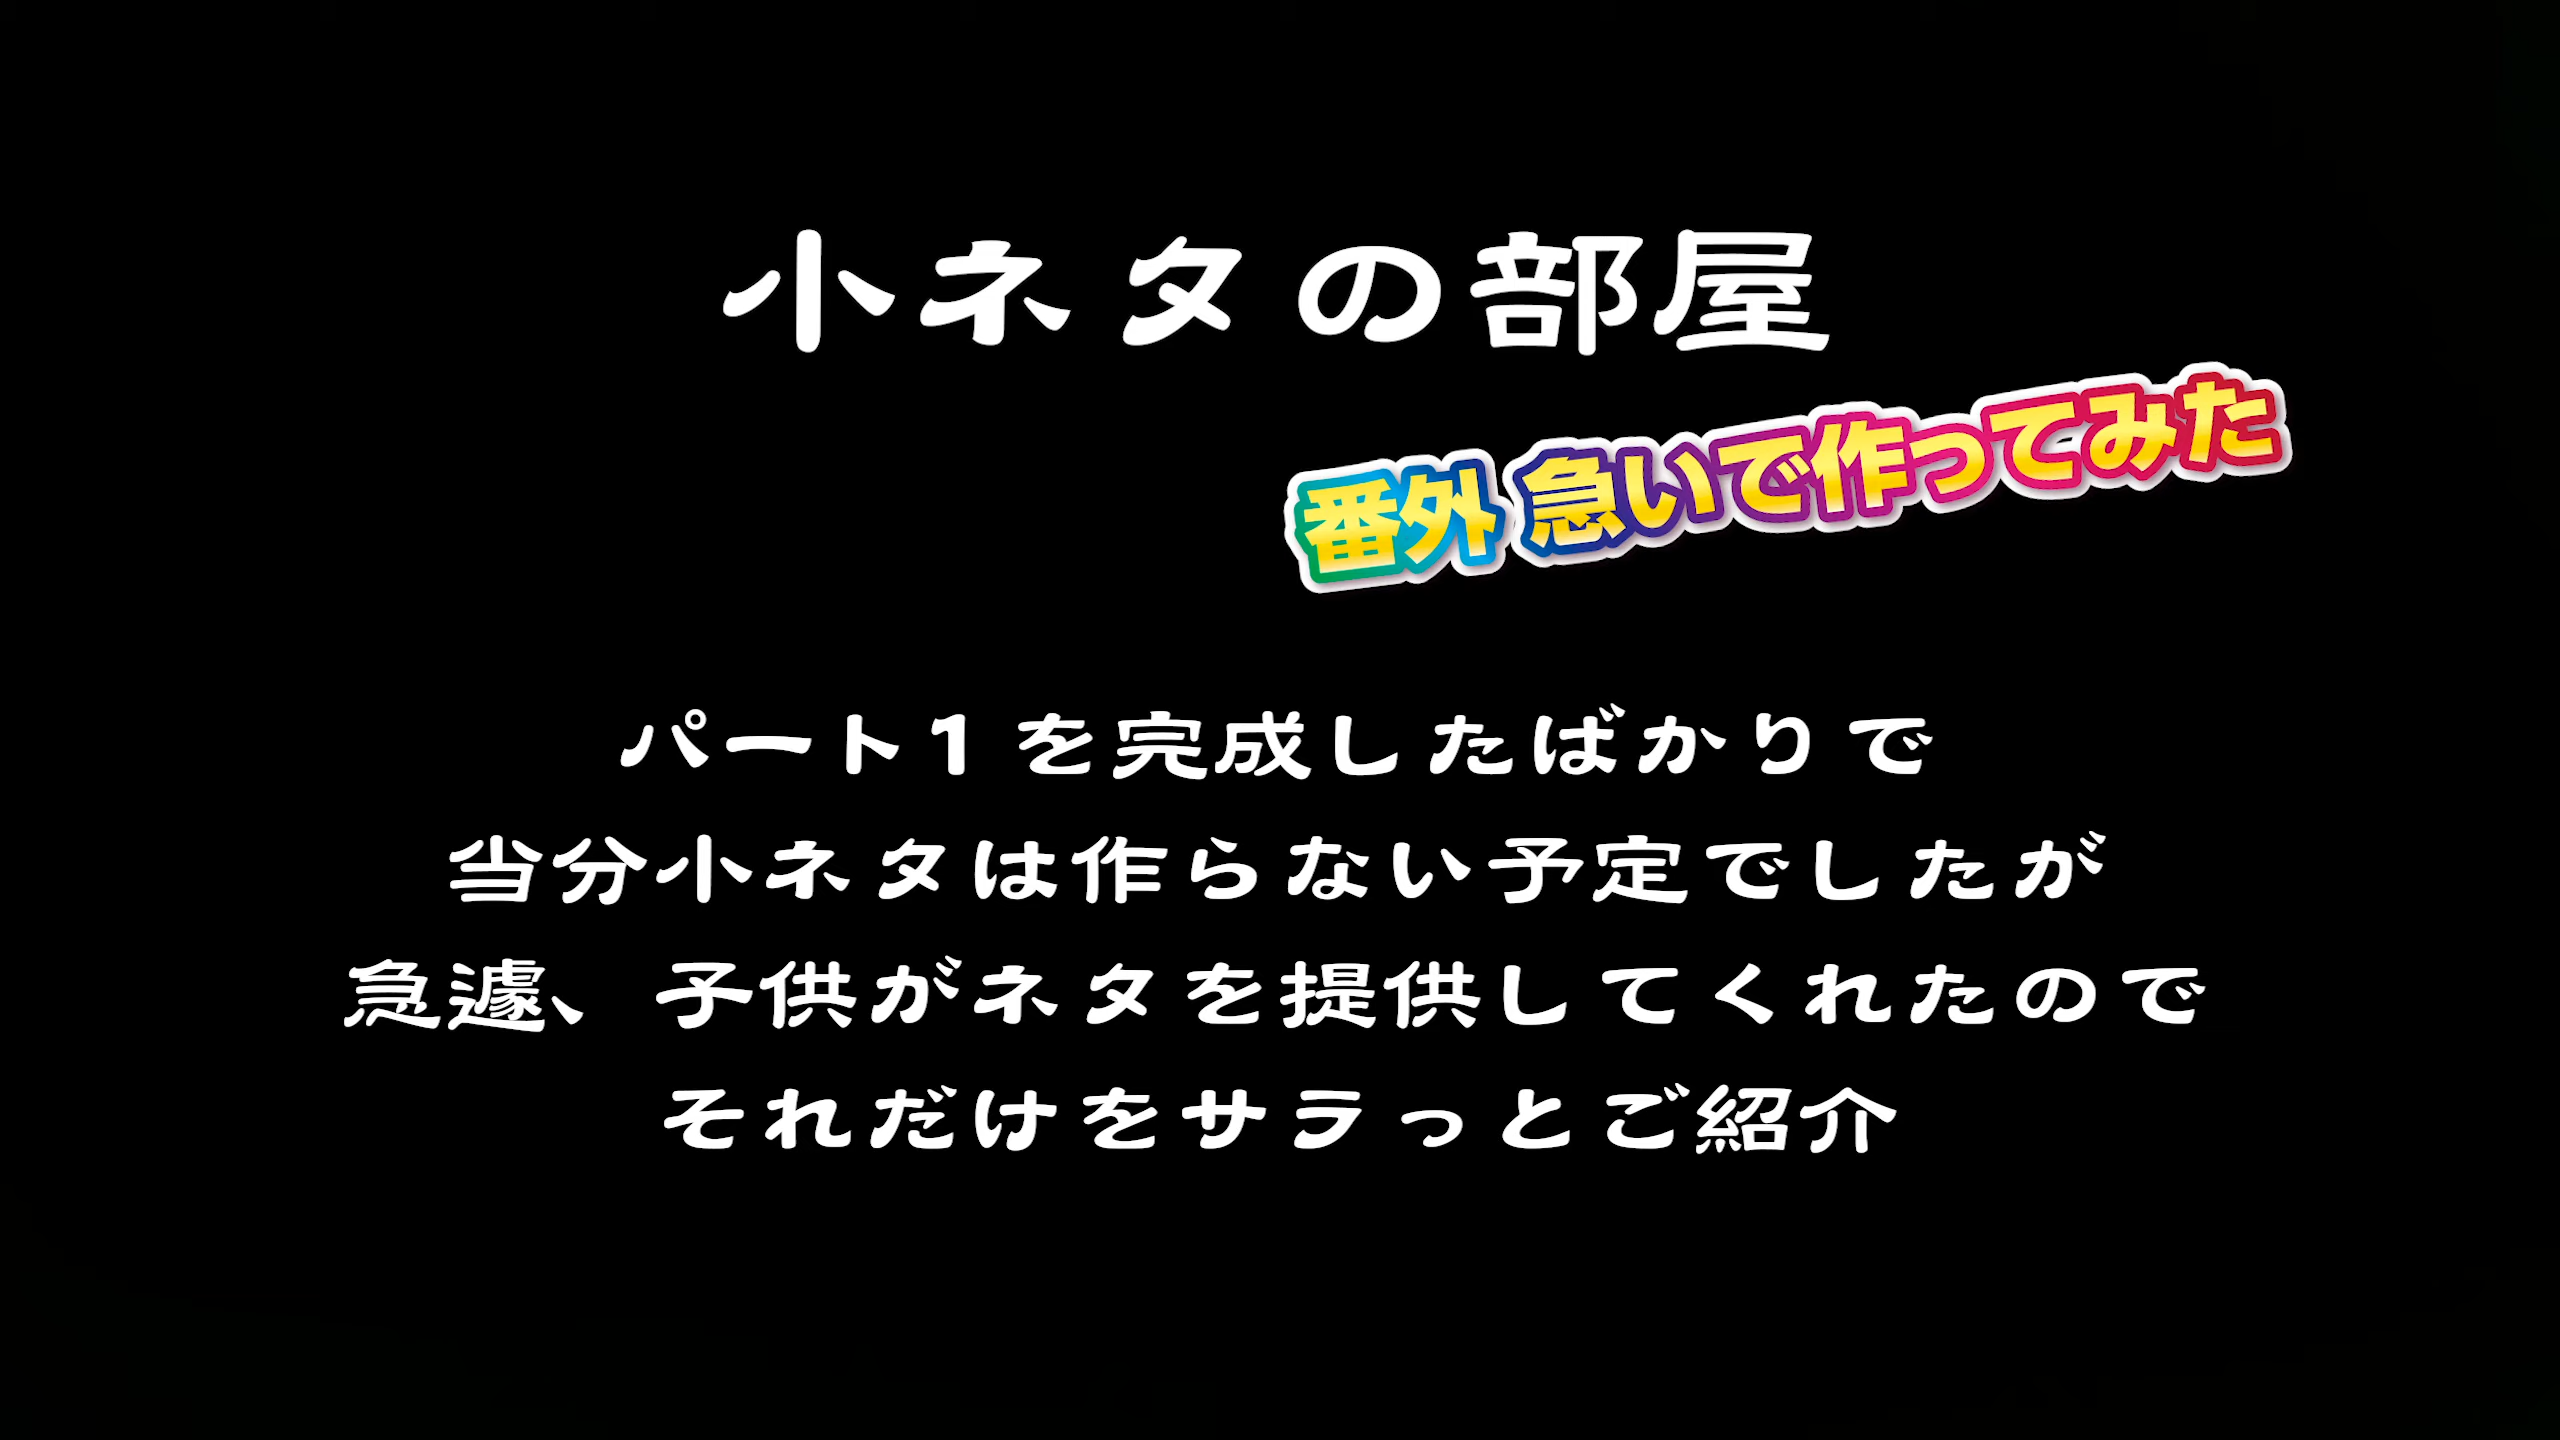 小ネタの部屋
番外 急いで作ってみた
パート1を完成したばかりで
当分小ネタは作らない予定でしたが
急遽、子供がネタを提供してくれたので
それだけをサラっとご紹介